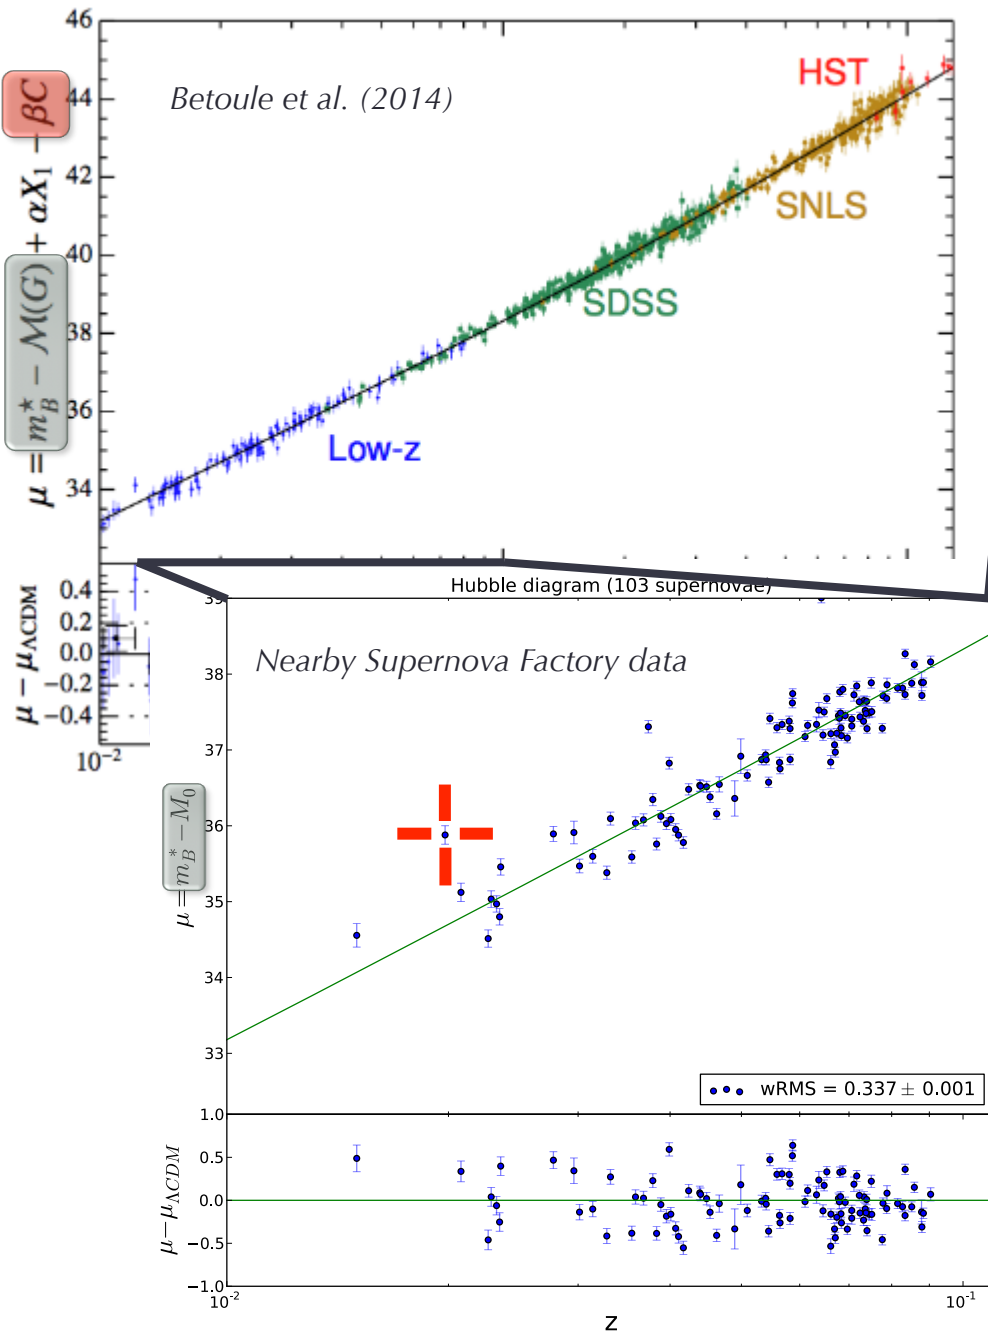 46
44
42
40
38
36
34
μ = m⋆B − M(G) + αX1 − βC
Betoule et al. (2014)
HST
SNLS
SDSS
Low-z
0.4
0.2
0.0
−0.2
−0.4
μ − μΛCDM
10⁻²
Hubble diagram (103 supernovae)
Nearby Supernova Factory data
39
38
37
36
35
34
33
μ = m*B − M0
wRMS = 0.337 ± 0.001
1.0
0.5
0.0
−0.5
−1.0
μ−μΛCDM
10⁻²
10⁻¹
z